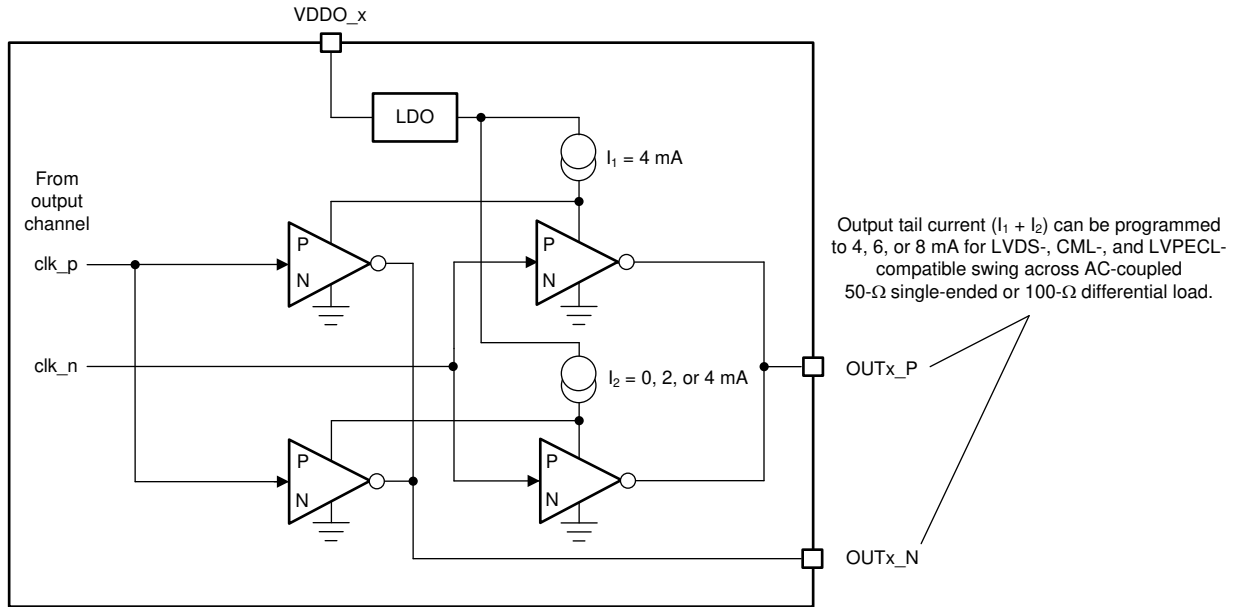 VDDO_x
LDO
I₁ = 4 mA
From
output
channel
P
N
P
N
clk_p
Output tail current (I₁ + I₂) can be programmed
to 4, 6, or 8 mA for LVDS-, CML-, and LVPECL-
compatible swing across AC-coupled
50-Ω single-ended or 100-Ω differential load.
clk_n
I₂ = 0, 2, or 4 mA
OUTx_P
P
N
P
N
OUTx_N